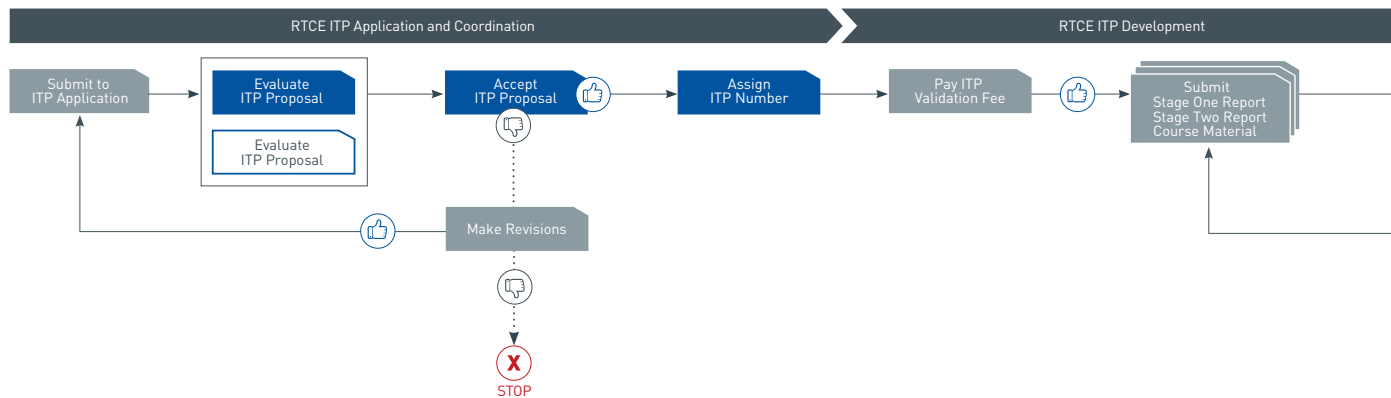 RTCE ITP Application and Coordination
RTCE ITP Development
Submit to
ITP Application
Evaluate
ITP Proposal
Evaluate
ITP Proposal
Accept
ITP Proposal
Assign
ITP Number
Pay ITP
Validation Fee
Submit
Stage One Report
Stage Two Report
Course Material
Make Revisions
X
STOP